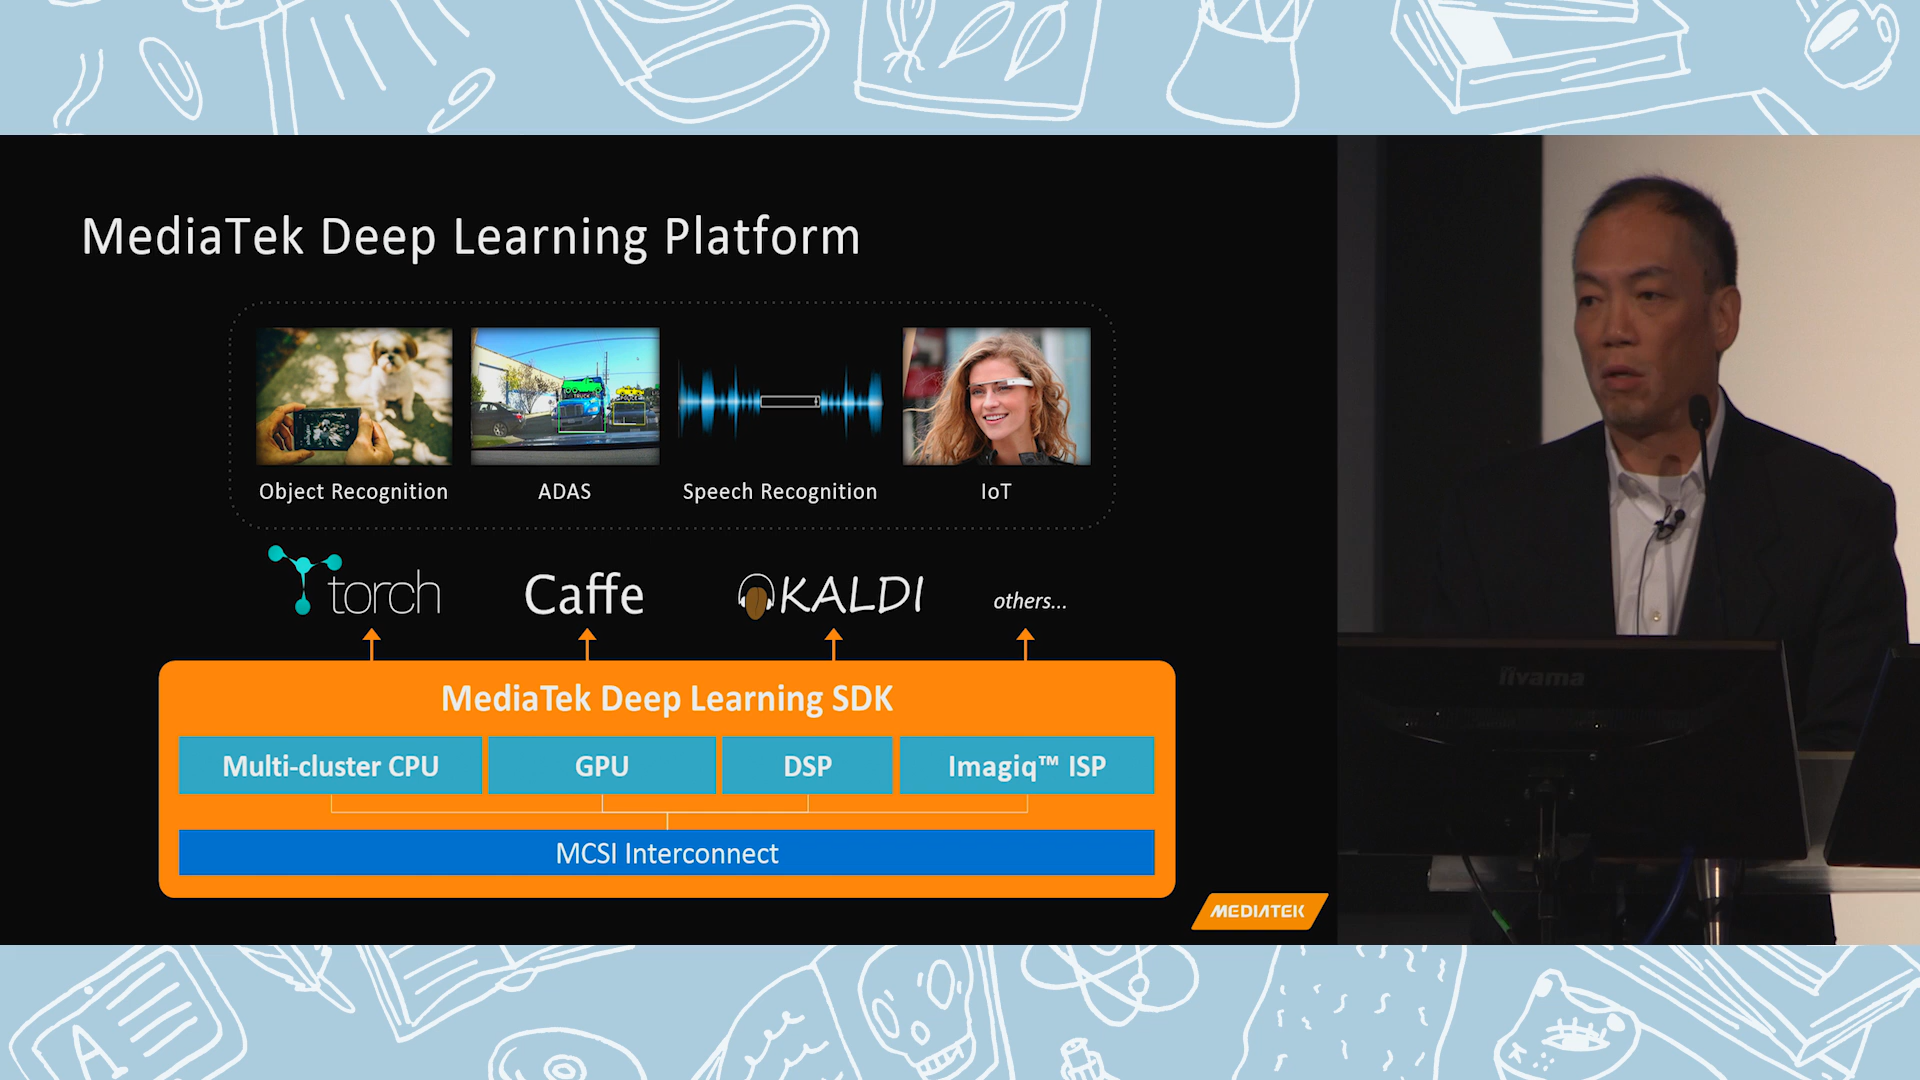 MediaTek Deep Learning Platform
Object Recognition
ADAS
Speech Recognition
IoT
torch
Caffe
KALDI
others...
MediaTek Deep Learning SDK
Multi-cluster CPU
GPU
DSP
Imagiq™ ISP
MCSI Interconnect
MEDIATEK
iiyama
TRUCK
A